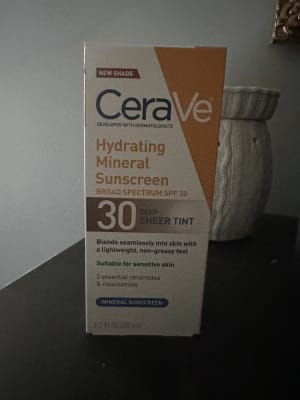 NEW SHADE
CeraVe
DEVELOPED WITH DERMATOLOGISTS
Hydrating
Mineral
Sunscreen
BROAD SPECTRUM SPF 30
30 DEEP
SHEER TINT
Blends seamlessly into skin with
a lightweight, non-greasy feel.
Suitable for sensitive skin
3 essential ceramides
& niacinamide
MINERAL SUNSCREEN